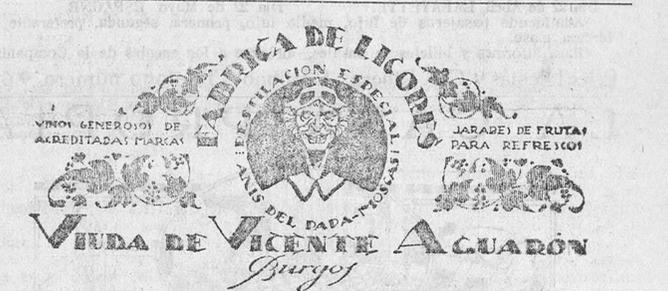 FABRICA DE LICORES
DESTILACION ESPECIAL
VINOS GENEROSOS DE
ACREDITADAS MARCAS
JARABES DE FRUTAS
PARA REFRESCOS
ANIS DEL PAPA-MOSCAS
VIUDA DE VICENTE AGUARÓN
Burgos